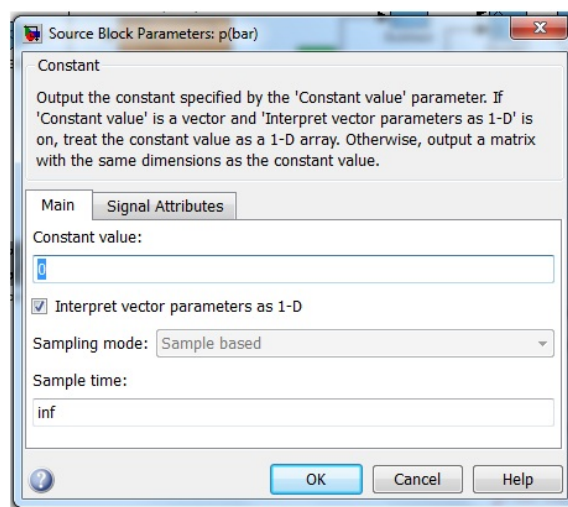 Source Block Parameters: p(bar)
Constant
Output the constant specified by the 'Constant value' parameter. If
'Constant value' is a vector and 'Interpret vector parameters as 1-D' is
on, treat the constant value as a 1-D array. Otherwise, output a matrix
with the same dimensions as the constant value.
Main Signal Attributes
Constant value:
0
Interpret vector parameters as 1-D
Sampling mode: Sample based
Sample time:
inf
OK Cancel Help